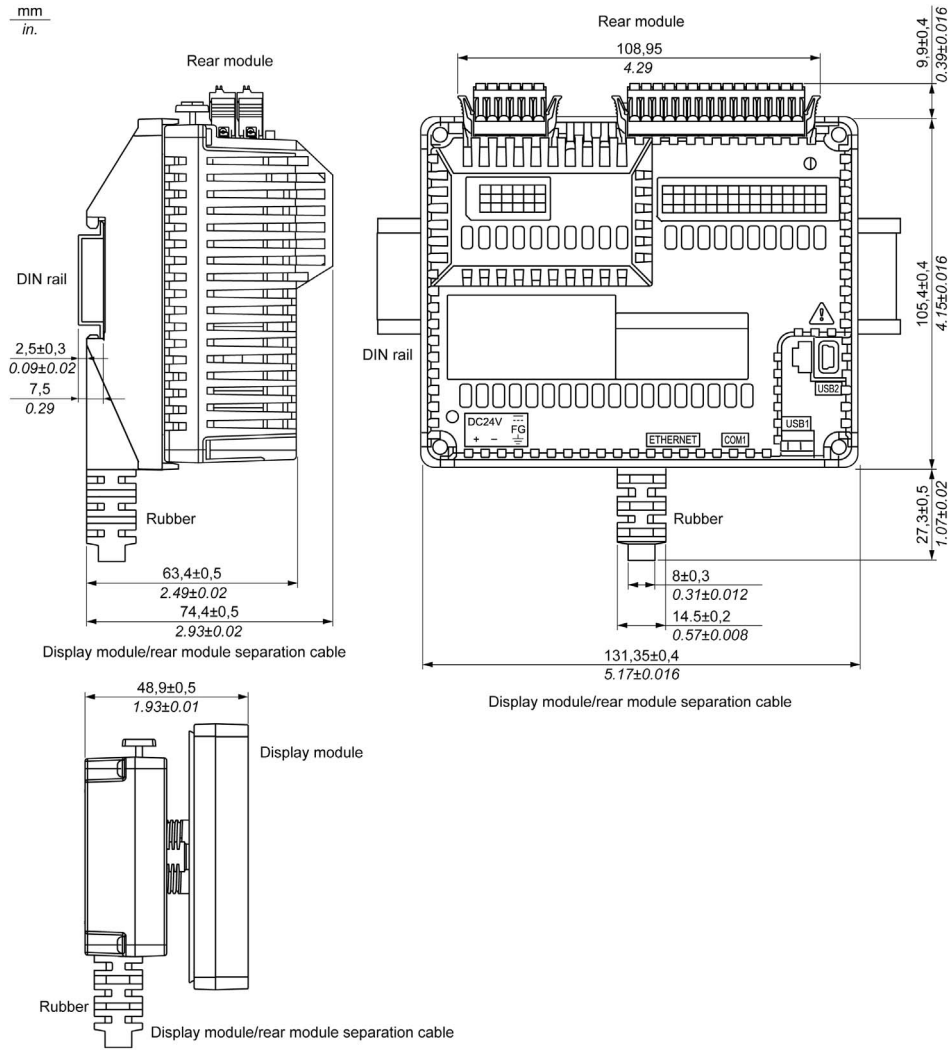 mm
in.
Rear module
108,95
4.29
9,9±0,4
0.39±0.016
Rear module
DIN rail
2,5±0,3
0.09±0.02
7,5
0.29
DIN rail
105,4±0,4
4.15±0.016
USB2
DC24V
FG
+ −
ETHERNET
COM1
USB1
Rubber
Rubber
27,3±0,5
1.07±0.02
63,4±0,5
2.49±0.02
74,4±0,5
2.93±0.02
Display module/rear module separation cable
8±0,3
0.31±0.012
14.5±0,2
0.57±0.008
131,35±0,4
5.17±0.016
Display module/rear module separation cable
48,9±0,5
1.93±0.01
Display module
Rubber
Display module/rear module separation cable